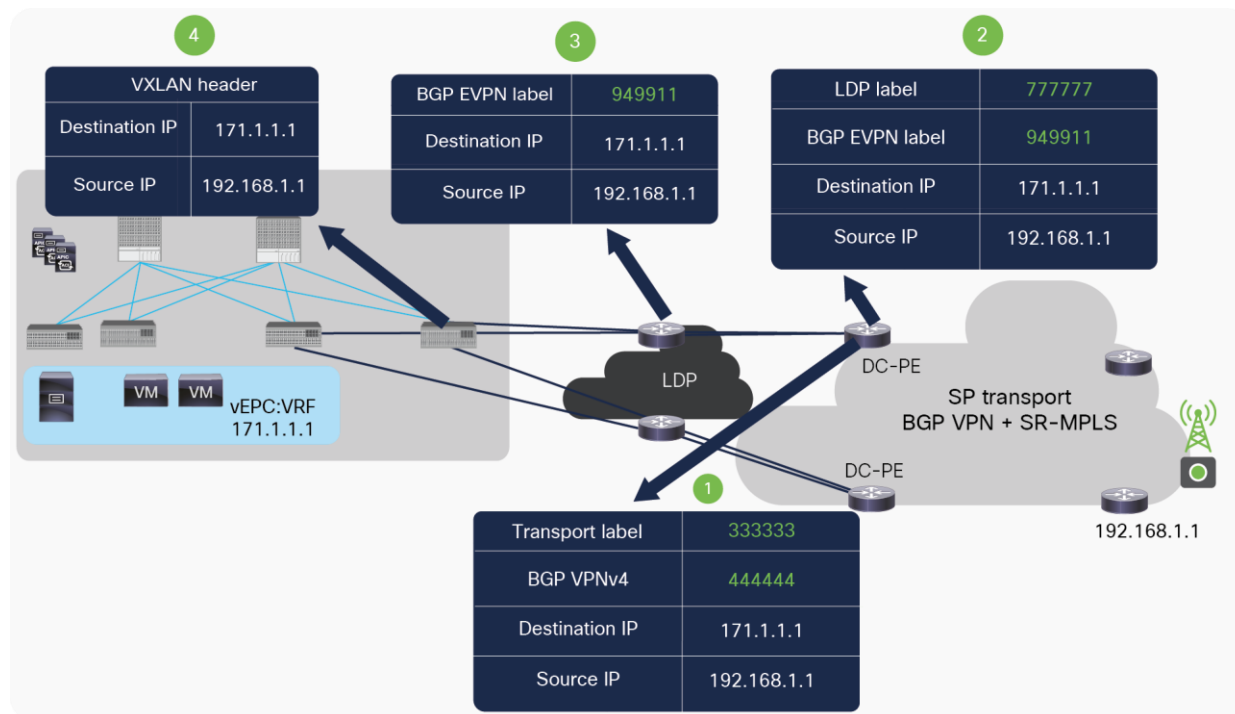 4
VXLAN header
Destination IP 171.1.1.1
Source IP 192.168.1.1
3
BGP EVPN label 949911
Destination IP 171.1.1.1
Source IP 192.168.1.1
2
LDP label 777777
BGP EVPN label 949911
Destination IP 171.1.1.1
Source IP 192.168.1.1
APIC
VM VM
vEPC:VRF
171.1.1.1
LDP
DC-PE
SP transport
BGP VPN + SR-MPLS
DC-PE
192.168.1.1
1
Transport label 333333
BGP VPNv4 444444
Destination IP 171.1.1.1
Source IP 192.168.1.1